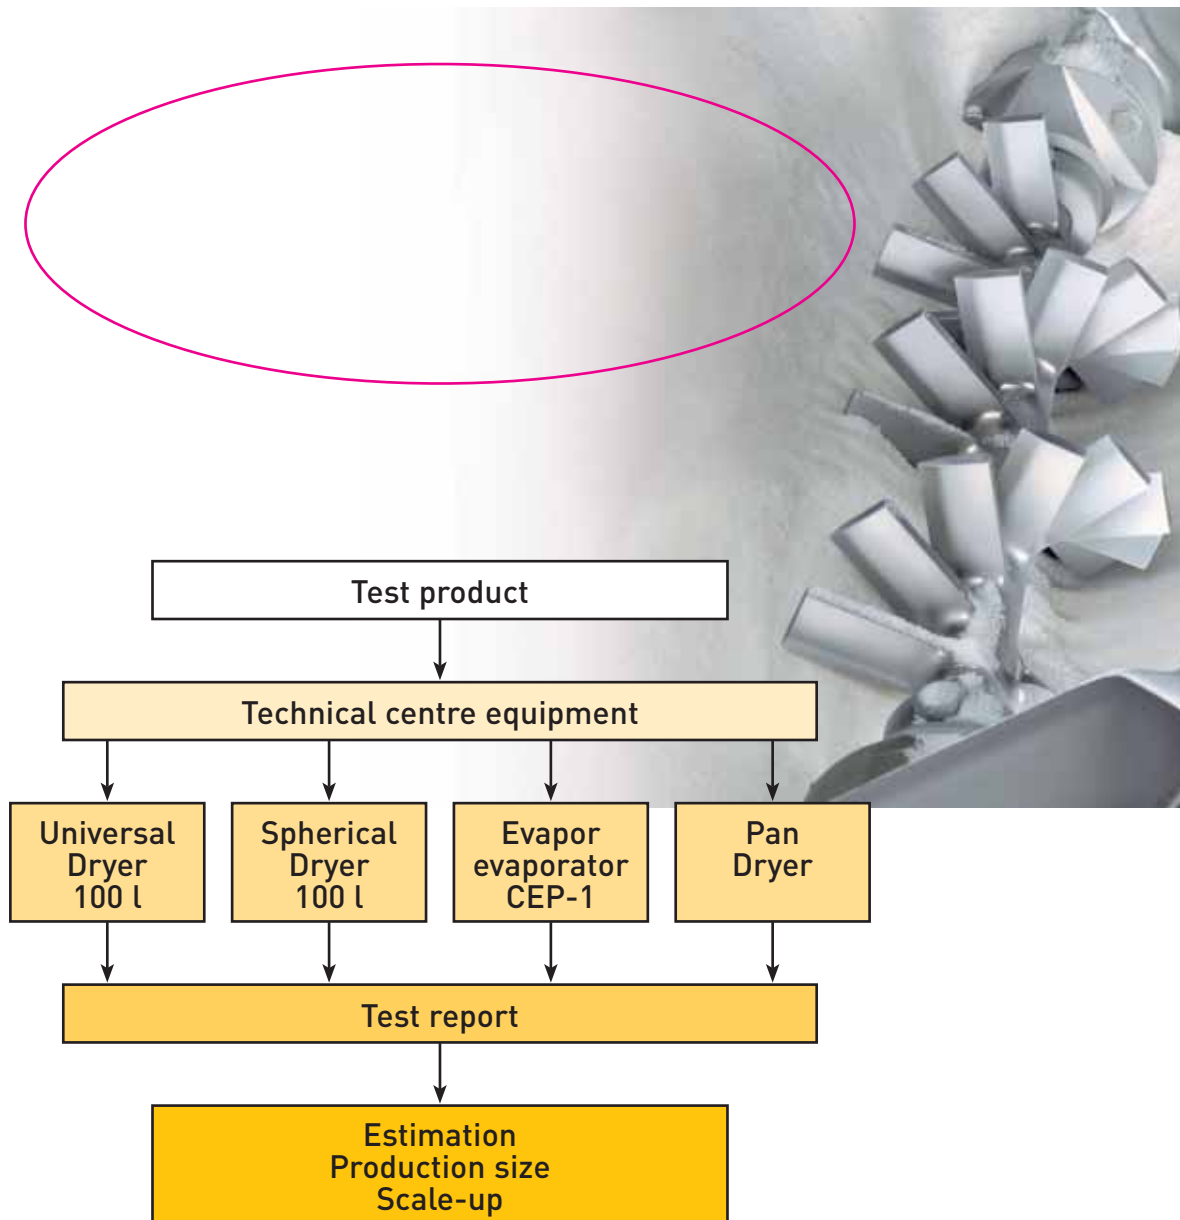 Test product
Technical centre equipment
Universal
Dryer
100 l
Spherical
Dryer
100 l
Evapor
evaporator
CEP-1
Pan
Dryer
Test report
Estimation
Production size
Scale-up